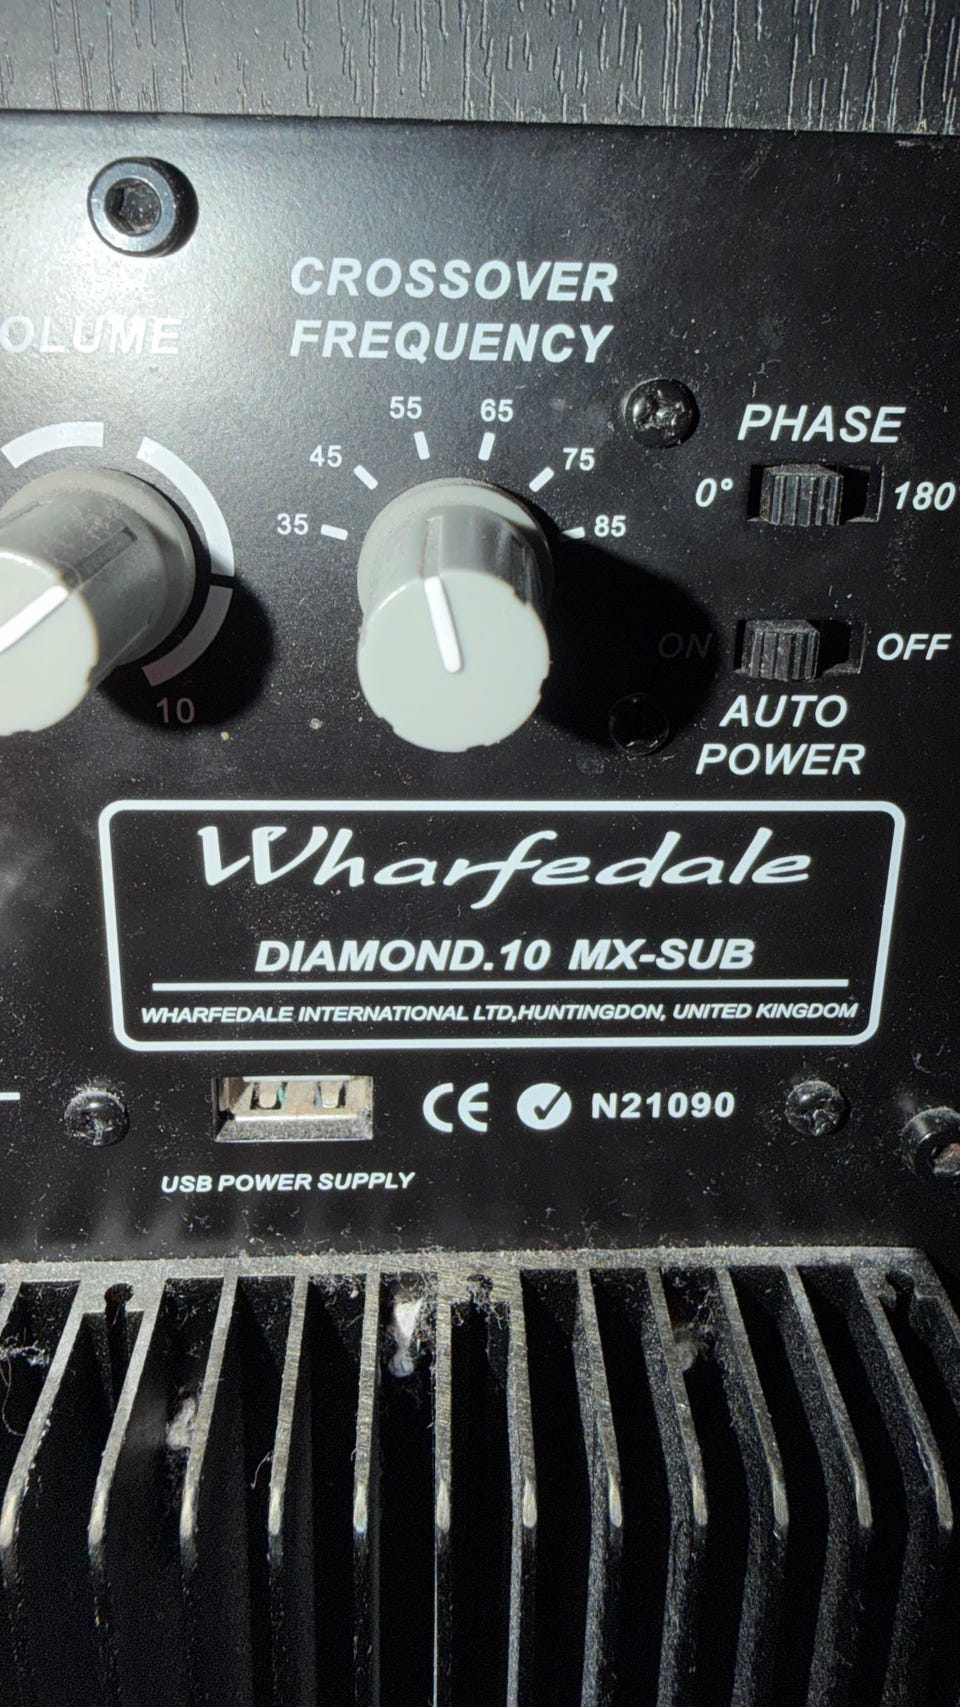 CROSSOVER
FREQUENCY
OLUME
55 65
45 75
35 85
10
PHASE
0° 180
ON OFF
AUTO
POWER
Wharfedale
DIAMOND.10 MX-SUB
WHARFEDALE INTERNATIONAL LTD,HUNTINGDON, UNITED KINGDOM
CE N21090
USB POWER SUPPLY